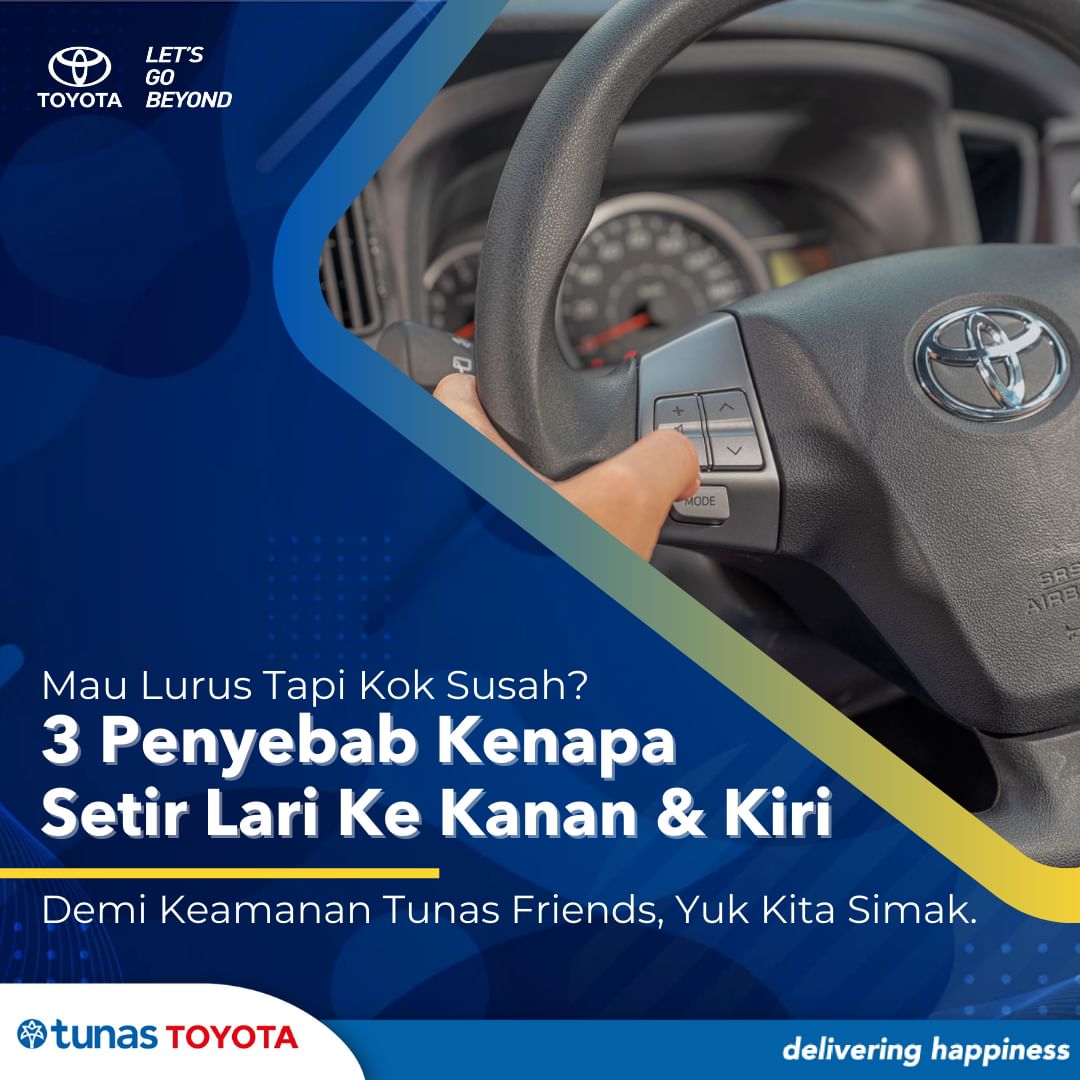 TOYOTA
LET'S
GO
BEYOND
+
MODE
SRS
Mau Lurus Tapi Kok Susah?
3 Penyebab Kenapa
Setir Lari Ke Kanan & Kiri
Demi Keamanan Tunas Friends, Yuk Kita Simak.
tunas TOYOTA
delivering happiness